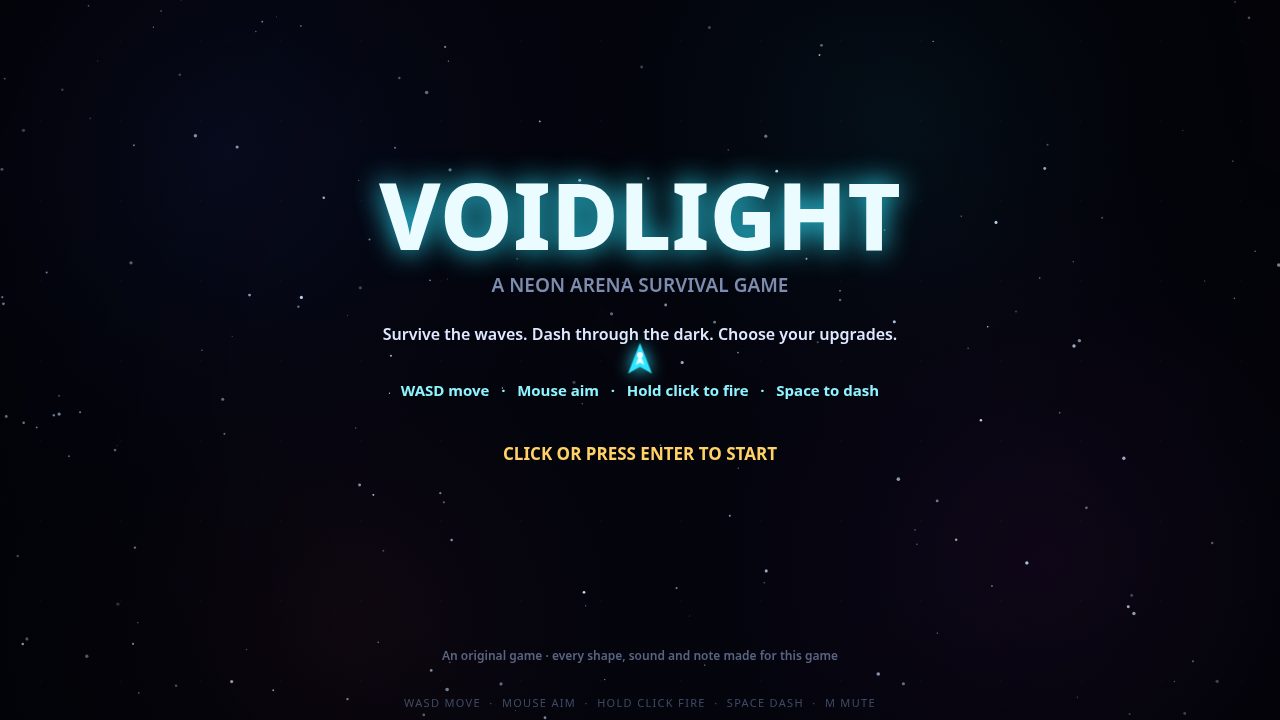 VOIDLIGHT
A NEON ARENA SURVIVAL GAME
Survive the waves. Dash through the dark. Choose your upgrades.
WASD move · Mouse aim · Hold click to fire · Space to dash
CLICK OR PRESS ENTER TO START
An original game · every shape, sound and note made for this game
WASD MOVE · MOUSE AIM · HOLD CLICK FIRE · SPACE DASH · M MUTE